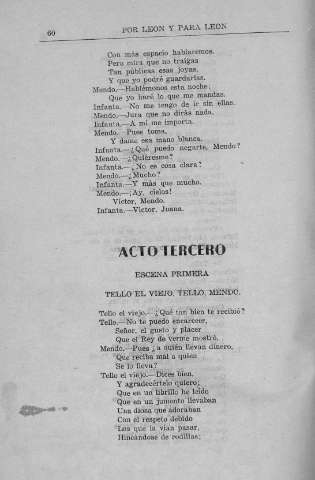 60
POR LEON Y PARA LEON
Con más espacio hablaremos.
Pero mira que no traigas
Tan públicas esas joyas,
Y que yo podré guardarlas.
Mendo.—Hablémonos esta noche;
Que yo haré lo que me mandas.
Infanta.—No me tengo de ir sin ellas.
Mendo.—Jura que no dirás nada.
Infanta.—A mí me importa.
Mendo.—Pues toma,
Y dame esa mano blanca.
Infanta.—¿Qué puedo negarte, Mendo?
Mendo.—¿Quiéresme?
Infanta.—¿No es cosa clara?
Mendo.—¿Mucho?
Infanta.—Y más que mucho.
Mendo.—¡Ay, cielos!
Víctor, Mendo.
Infanta.—Víctor, Juana.
ACTO TERCERO
ESCENA PRIMERA
TELLO EL VIEJO, TELLO, MENDO.
Tello el viejo.—¿Qué tan bien te recibió?
Tello.—No te puedo encarecer,
Señor, el gusto y placer
Que el Rey de verme mostró.
Mendo.—Pues ¿a quién llevan dinero,
Que reciba mal a quien
Se lo lleva?
Tello el viejo.—Dices bien,
Y agradecértelo quiero;
Que en un librillo he leído
Que en un jumento llevaban
Una diosa que adoraban
Con el respeto debido
Los que la vían pasar,
Hincándose de rodillas;